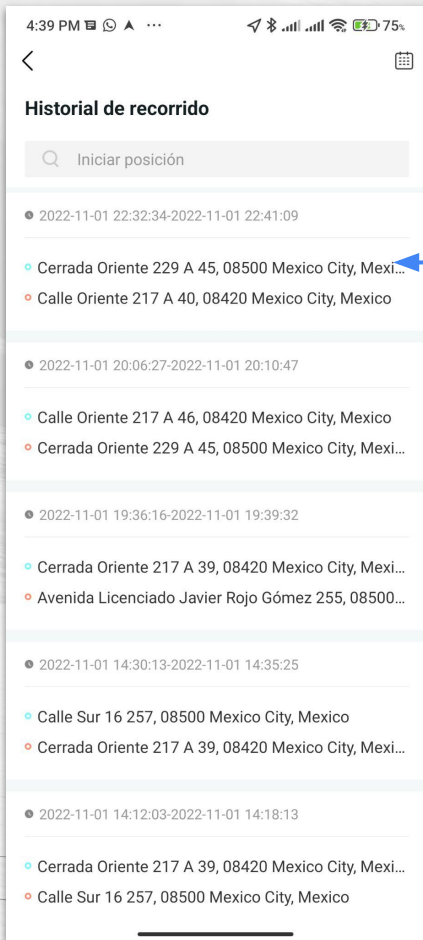 4:39 PM ··· 75%
Historial de recorrido
Iniciar posición
2022-11-01 22:32:34-2022-11-01 22:41:09
Cerrada Oriente 229 A 45, 08500 Mexico City, Mexi...
Calle Oriente 217 A 40, 08420 Mexico City, Mexico
2022-11-01 20:06:27-2022-11-01 20:10:47
Calle Oriente 217 A 46, 08420 Mexico City, Mexico
Cerrada Oriente 229 A 45, 08500 Mexico City, Mexi...
2022-11-01 19:36:16-2022-11-01 19:39:32
Cerrada Oriente 217 A 39, 08420 Mexico City, Mexi...
Avenida Licenciado Javier Rojo Gómez 255, 08500...
2022-11-01 14:30:13-2022-11-01 14:35:25
Calle Sur 16 257, 08500 Mexico City, Mexico
Cerrada Oriente 217 A 39, 08420 Mexico City, Mexi...
2022-11-01 14:12:03-2022-11-01 14:18:13
Cerrada Oriente 217 A 39, 08420 Mexico City, Mexi...
Calle Sur 16 257, 08500 Mexico City, Mexico